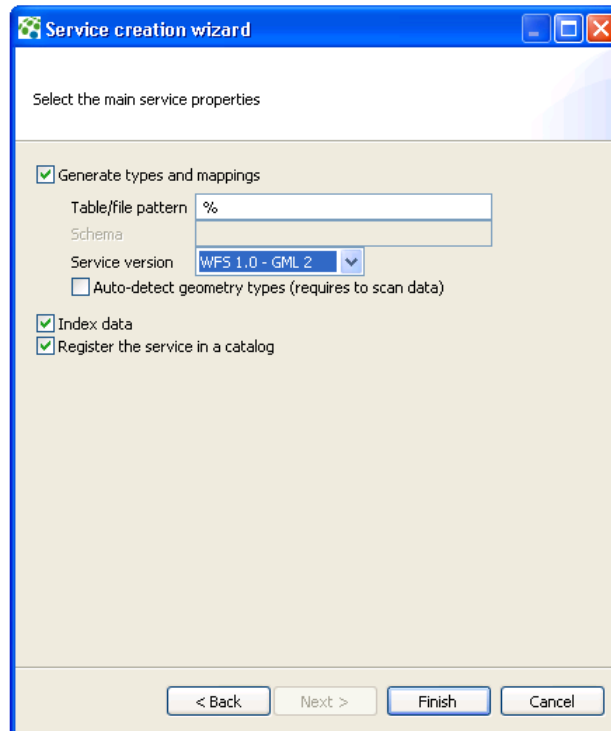 Service creation wizard
Select the main service properties
Generate types and mappings
Table/file pattern %
Schema
Service version WFS 1.0 - GML 2
Auto-detect geometry types (requires to scan data)
Index data
Register the service in a catalog
< Back Next > Finish Cancel